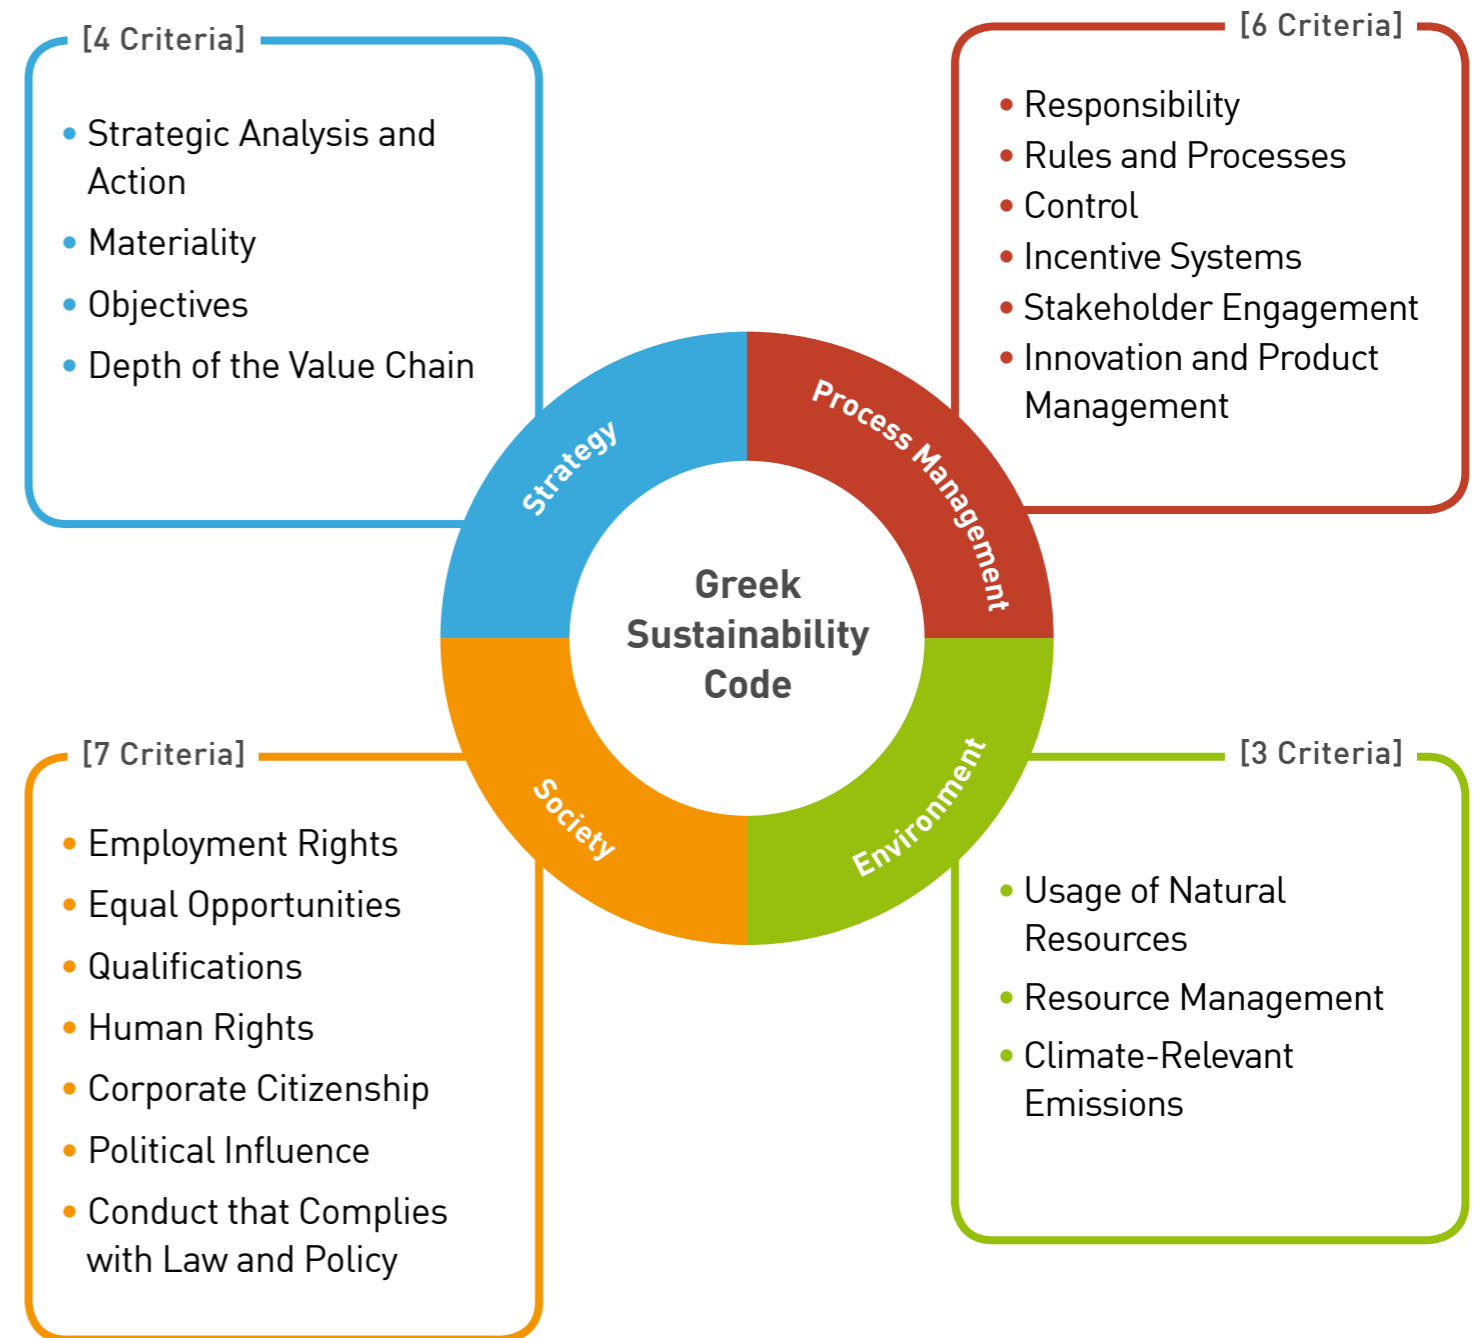 [4 Criteria]
• Strategic Analysis and
Action
• Materiality
• Objectives
• Depth of the Value Chain
[6 Criteria]
• Responsibility
• Rules and Processes
• Control
• Incentive Systems
• Stakeholder Engagement
• Innovation and Product
Management
Strategy
Process Management
Greek
Sustainability
Code
Society
Environment
[7 Criteria]
• Employment Rights
• Equal Opportunities
• Qualifications
• Human Rights
• Corporate Citizenship
• Political Influence
• Conduct that Complies
with Law and Policy
[3 Criteria]
• Usage of Natural
Resources
• Resource Management
• Climate-Relevant
Emissions